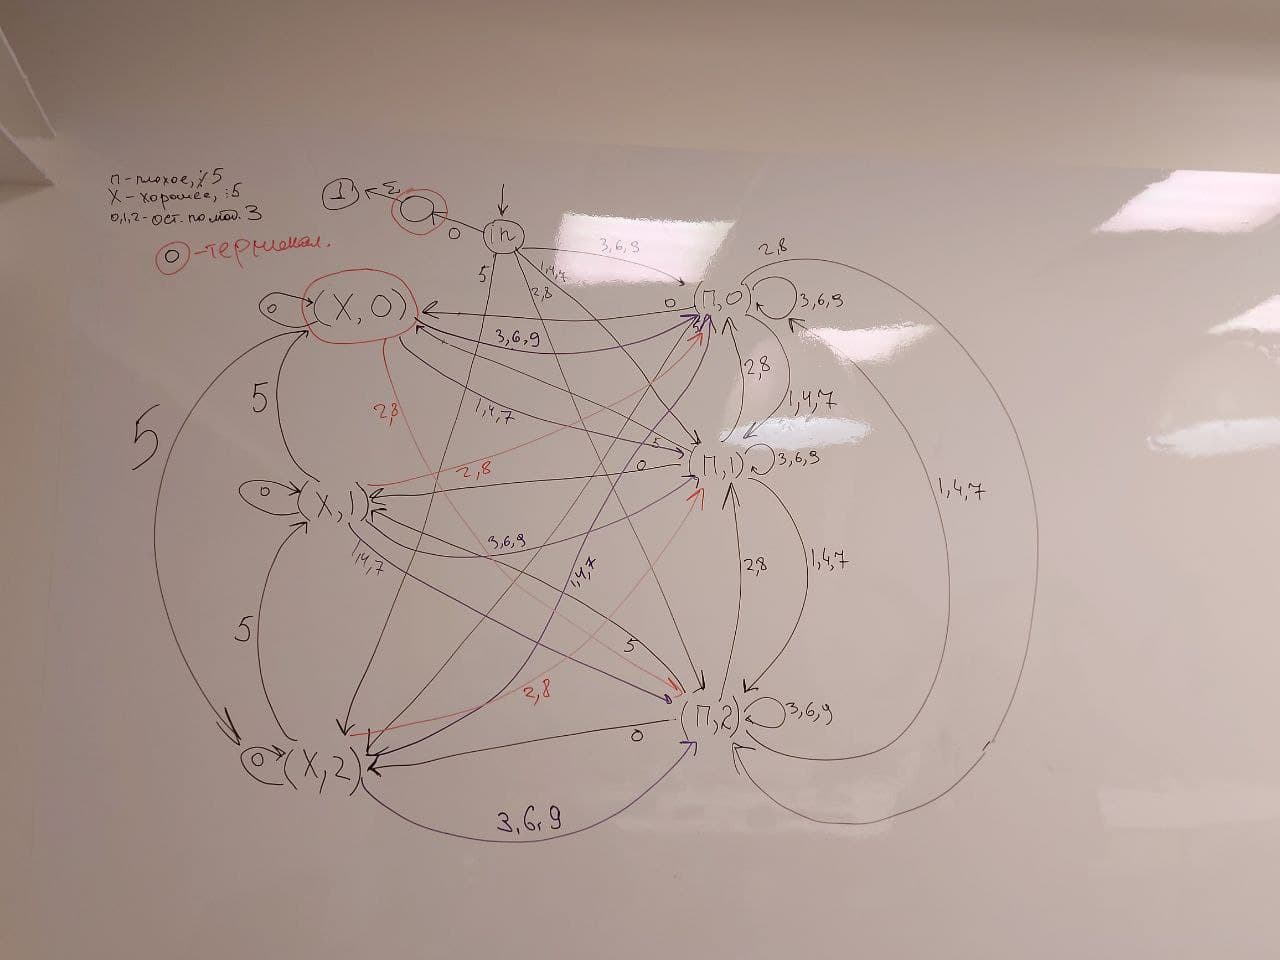 П - плохое, ⋮̸ 5
Х - хорошее, ⋮ 5
0,1,2 - ост. по мод. 3
О - терминал.
Σ
0
in
3,6,9
5
1,4,7
2,8
2,8
0
(Х,0)
0
(П,0)
3,6,9
3,6,9
5
2,8
1,4,7
5
5
2,8
1,4,7
5
2,8
0
(П,1)
3,6,9
0
(Х,1)
1,4,7
3,6,9
1,4,7
1,4,7
2,8
1,4,7
5
5
2,8
(П,2)
3,6,9
0
0
(Х,2)
3,6,9